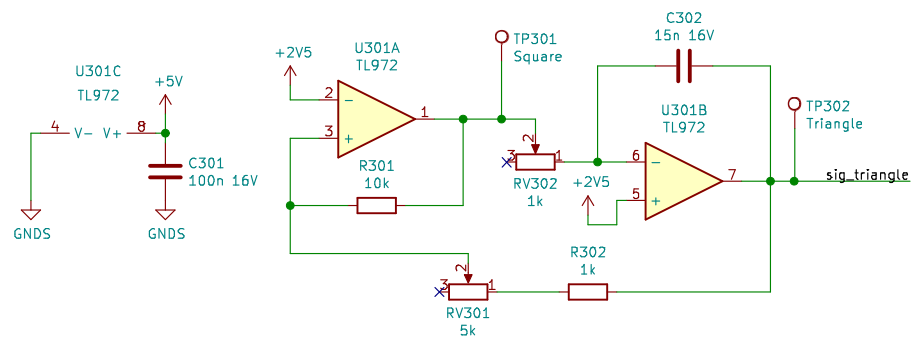 U301C
TL972
+5V
4
V-
V+
8
C301
100n 16V
GNDS
GNDS
+2V5
U301A
TL972
2
3
1
-
+
R301
10k
TP301
Square
2
3
1
RV302
1k
C302
15n 16V
U301B
TL972
6
5
7
-
+
+2V5
TP302
Triangle
sig_triangle
R302
1k
2
3
1
RV301
5k